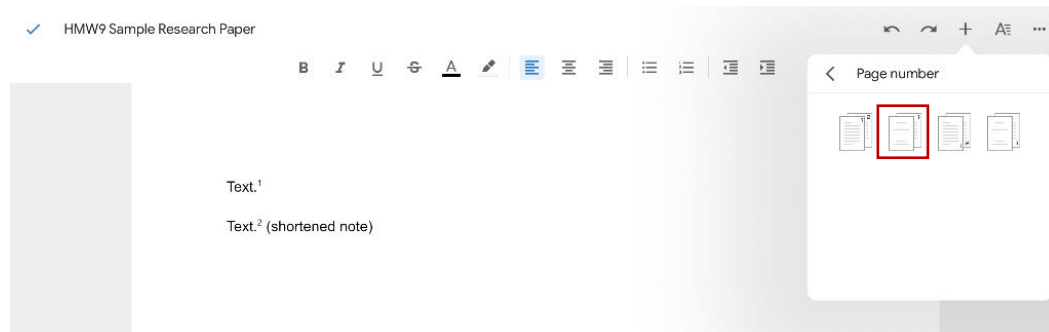 HMW9 Sample Research Paper
B I U S A
Page number
Text.¹
Text.² (shortened note)